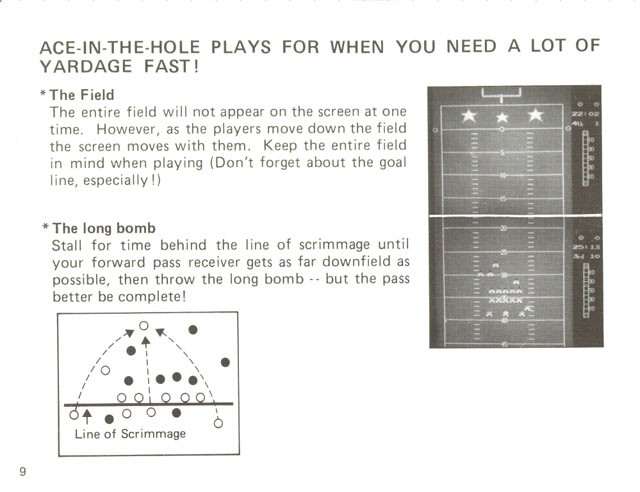 ACE-IN-THE-HOLE PLAYS FOR WHEN YOU NEED A LOT OF
YARDAGE FAST!
* The Field
The entire field will not appear on the screen at one
time. However, as the players move down the field
the screen moves with them. Keep the entire field
in mind when playing (Don't forget about the goal
line, especially!)
* The long bomb
Stall for time behind the line of scrimmage until
your forward pass receiver gets as far downfield as
possible, then throw the long bomb -- but the pass
better be complete!
Line of Scrimmage
0 0
22:02
4th 1
0 0
25:13
3rd 10
9